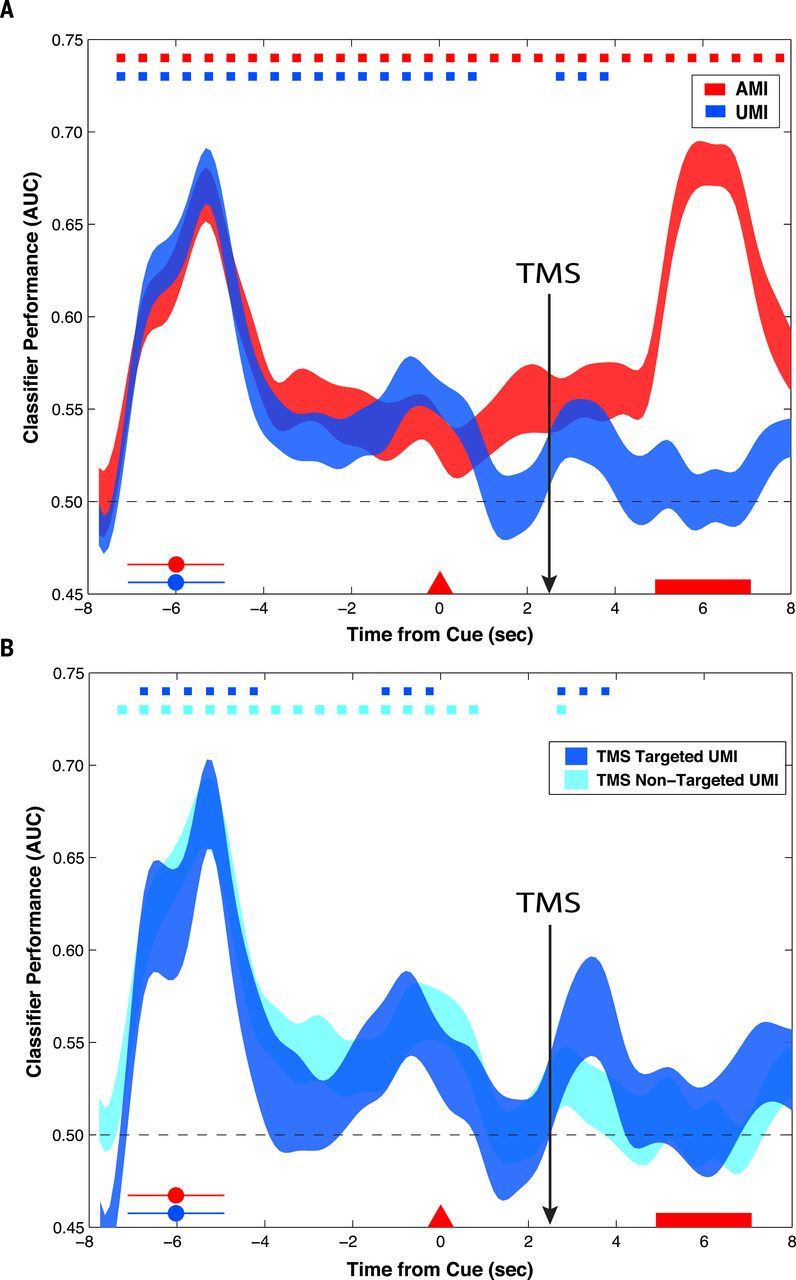 A
0.75
0.70
0.65
0.60
0.55
0.50
0.45
Classifier Performance (AUC)
AMI
UMI
TMS
−8 −6 −4 −2 0 2 4 6 8
Time from Cue (sec)
B
0.75
0.70
0.65
0.60
0.55
0.50
0.45
Classifier Performance (AUC)
TMS Targeted UMI
TMS Non−Targeted UMI
TMS
−8 −6 −4 −2 0 2 4 6 8
Time from Cue (sec)